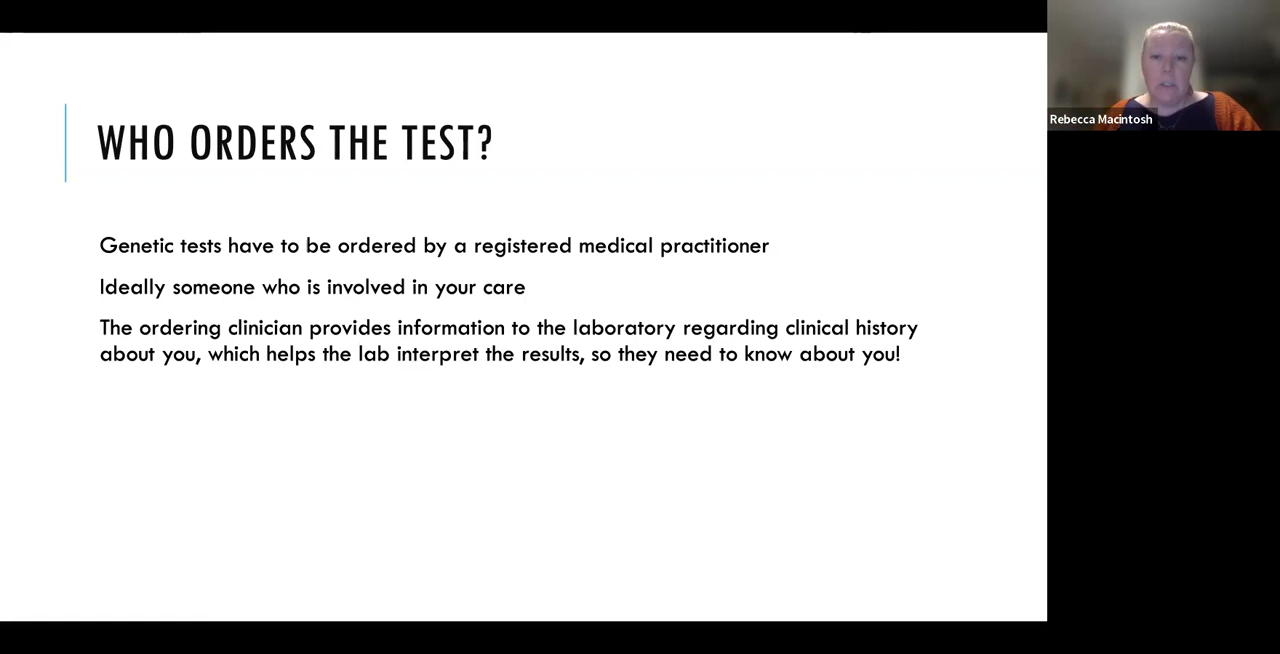 WHO ORDERS THE TEST?
Genetic tests have to be ordered by a registered medical practitioner
Ideally someone who is involved in your care
The ordering clinician provides information to the laboratory regarding clinical history
about you, which helps the lab interpret the results, so they need to know about you!
Rebecca Macintosh